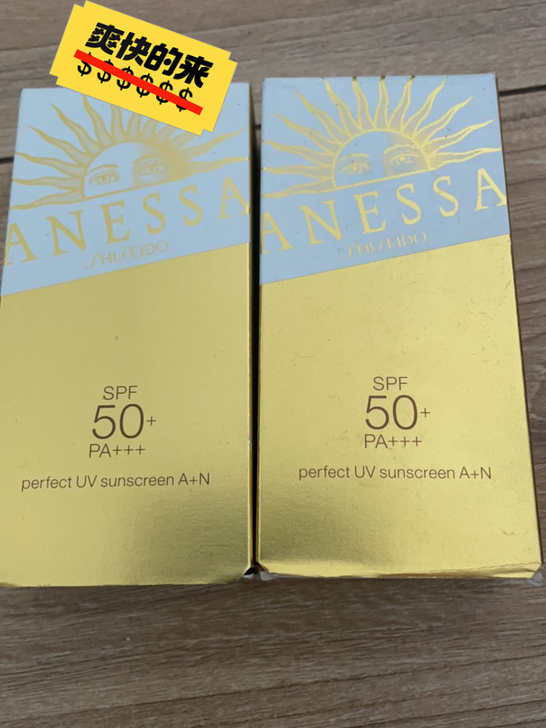 爽快的来
$$$$$$
ANESSA
SHISEIDO
SPF
50+
PA+++
perfect UV sunscreen A+N
ANESSA
SHISEIDO
SPF
50+
PA+++
perfect UV sunscreen A+N